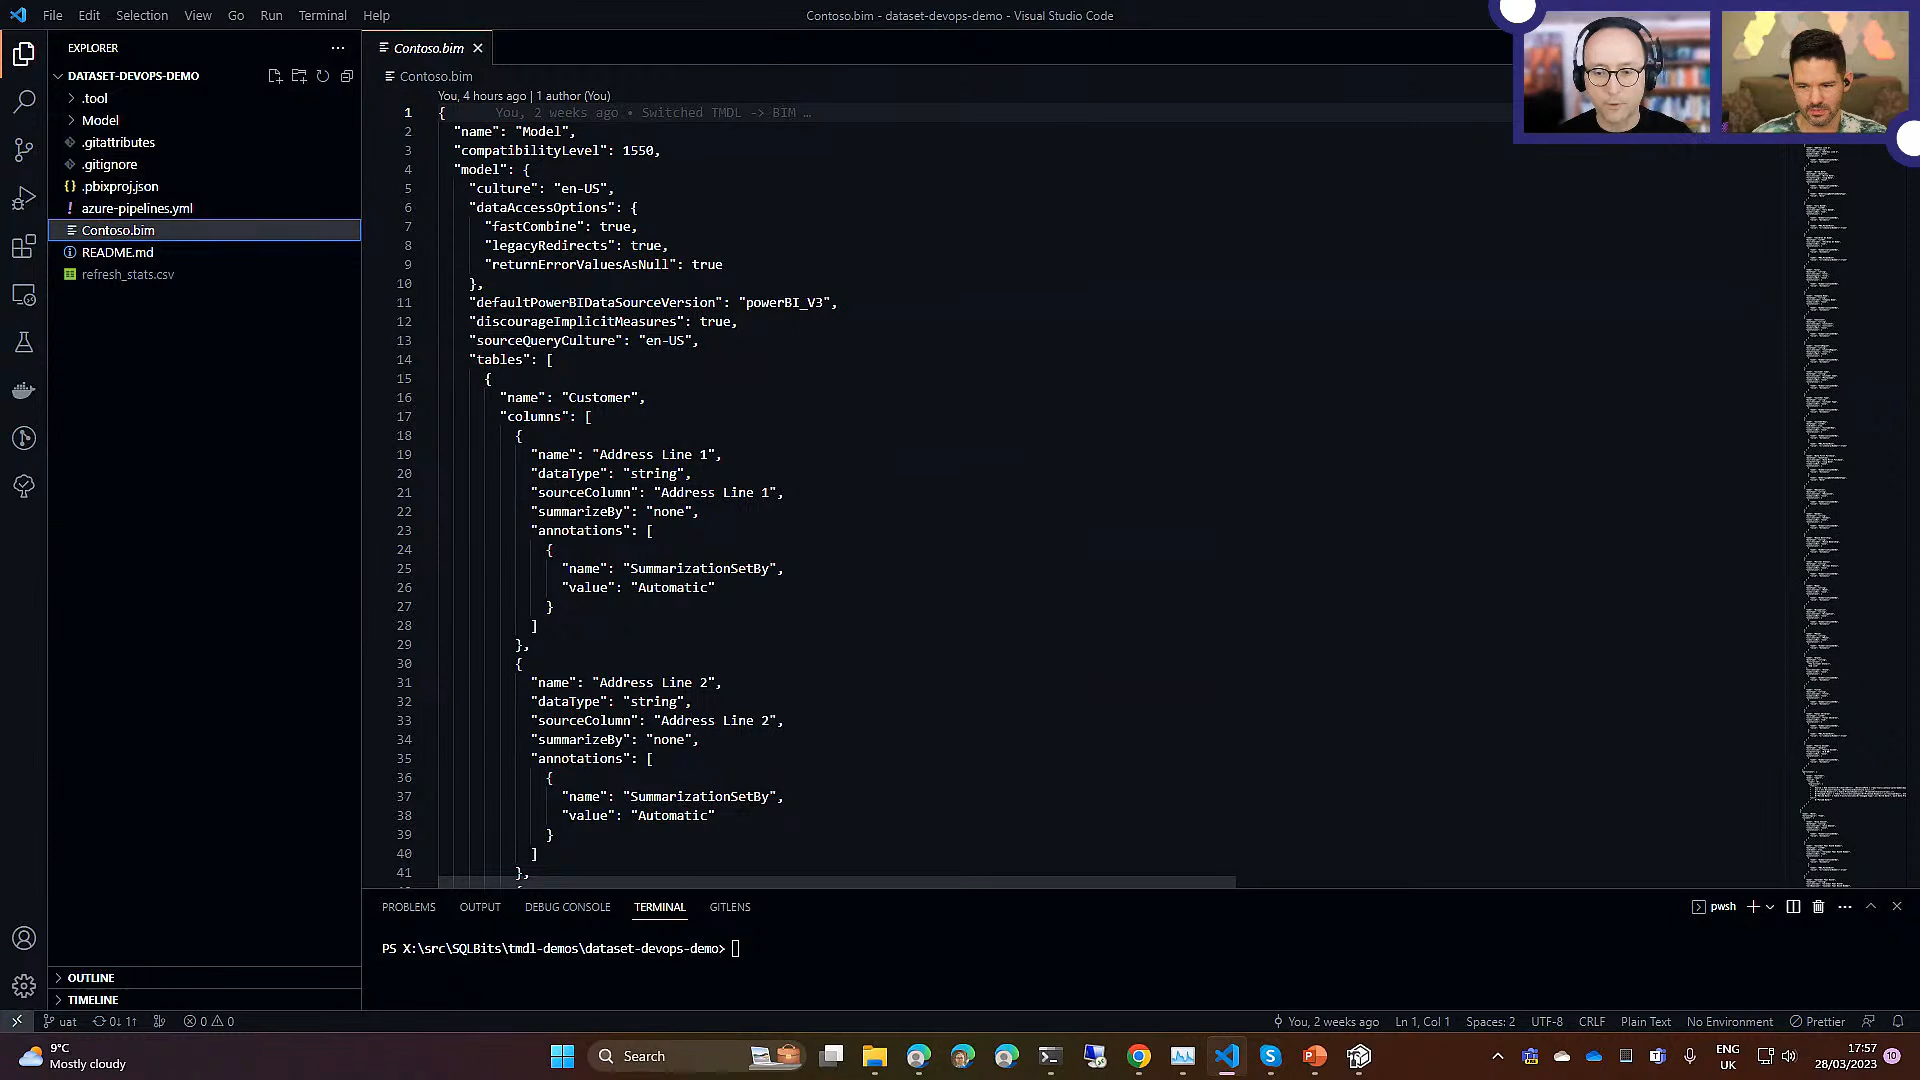 File Edit Selection View Go Run Terminal Help
Contoso.bim - dataset-devops-demo - Visual Studio Code
EXPLORER
DATASET-DEVOPS-DEMO
.tool
Model
.gitattributes
.gitignore
.pbixproj.json
azure-pipelines.yml
Contoso.bim
README.md
refresh_stats.csv
OUTLINE
TIMELINE
Contoso.bim
Contoso.bim
You, 4 hours ago | 1 author (You)
1 { You, 2 weeks ago • Switched TMDL -> BIM …
2 "name": "Model",
3 "compatibilityLevel": 1550,
4 "model": {
5 "culture": "en-US",
6 "dataAccessOptions": {
7 "fastCombine": true,
8 "legacyRedirects": true,
9 "returnErrorValuesAsNull": true
10 },
11 "defaultPowerBIDataSourceVersion": "powerBI_V3",
12 "discourageImplicitMeasures": true,
13 "sourceQueryCulture": "en-US",
14 "tables": [
15 {
16 "name": "Customer",
17 "columns": [
18 {
19 "name": "Address Line 1",
20 "dataType": "string",
21 "sourceColumn": "Address Line 1",
22 "summarizeBy": "none",
23 "annotations": [
24 {
25 "name": "SummarizationSetBy",
26 "value": "Automatic"
27 }
28 ]
29 },
30 {
31 "name": "Address Line 2",
32 "dataType": "string",
33 "sourceColumn": "Address Line 2",
34 "summarizeBy": "none",
35 "annotations": [
36 {
37 "name": "SummarizationSetBy",
38 "value": "Automatic"
39 }
40 ]
41 },
PROBLEMS OUTPUT DEBUG CONSOLE TERMINAL GITLENS
pwsh
PS X:\src\SQLBits\tmdl-demos\dataset-devops-demo>
uat 0↓ 1↑ 0 0
You, 2 weeks ago Ln 1, Col 1 Spaces: 2 UTF-8 CRLF Plain Text No Environment Prettier
9°C
Mostly cloudy
Search
ENG
UK
17:57
28/03/2023
10